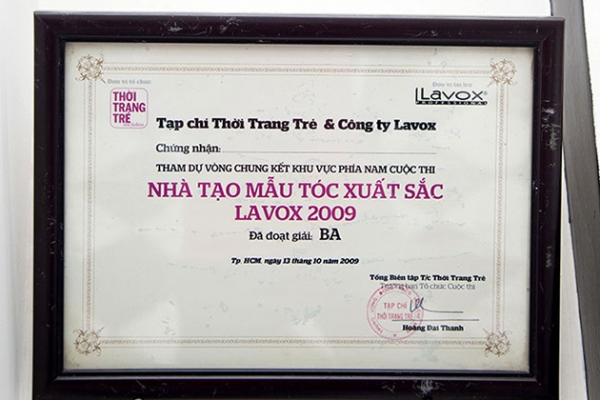 Đơn vị tổ chức:
Đơn vị tài trợ:
THỜI
TRANG
TRẺ
Lavox®
PROFESSIONAL
Tạp chí Thời Trang Trẻ & Công ty Lavox
Chứng nhận:
THAM DỰ VÒNG CHUNG KẾT KHU VỰC PHÍA NAM CUỘC THI
NHÀ TẠO MẪU TÓC XUẤT SẮC
LAVOX 2009
Đã đoạt giải: BA
Tp. HCM, ngày 13 tháng 10 năm 2009
Tổng Biên tập T/c Thời Trang Trẻ
Trưởng ban Tổ chức Cuộc thi
TẠP CHÍ
THỜI TRANG TRẺ
Hoàng Đại Thanh